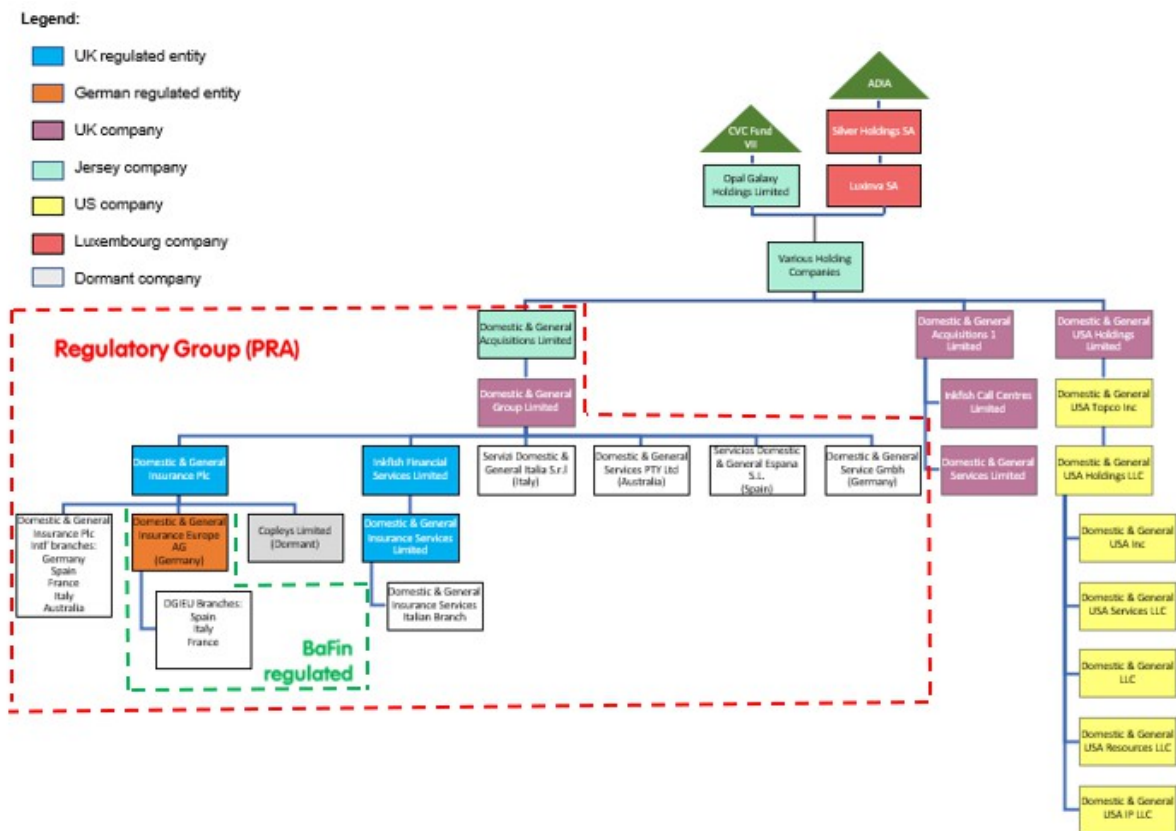 Legend:
UK regulated entity
German regulated entity
UK company
Jersey company
US company
Luxembourg company
Dormant company
ADIA
CVC Fund
VII
Silver Holdings SA
Opal Galaxy
Holdings Limited
Luxinva SA
Various Holding
Companies
Regulatory Group (PRA)
Domestic & General
Acquisitions Limited
Domestic & General
Acquisitions 1
Limited
Domestic & General
USA Holdings
Limited
Domestic & General
Group Limited
Inkfish Call Centres
Limited
Domestic & General
USA Topco Inc
Domestic & General
Insurance Plc
Inkfish Financial
Services Limited
Servizi Domestic &
General Italia S.r.l
(Italy)
Domestic & General
Services PTY Ltd
(Australia)
Servicios Domestic
& General Espana
S.L.
(Spain)
Domestic & General
Service Gmbh
(Germany)
Domestic & General
Services Limited
Domestic & General
USA Holdings LLC
Domestic & General
Insurance Plc
Intl' branches:
Germany
Spain
France
Italy
Australia
Domestic & General
Insurance Europe
AG
(Germany)
Copleys Limited
(Dormant)
Domestic & General
Insurance Services
Limited
Domestic & General
USA Inc
DGIEU Branches:
Spain
Italy
France
Domestic & General
Insurance Services
Italian Branch
Domestic & General
USA Services LLC
BaFin
regulated
Domestic & General
LLC
Domestic & General
USA Resources LLC
Domestic & General
USA IP LLC